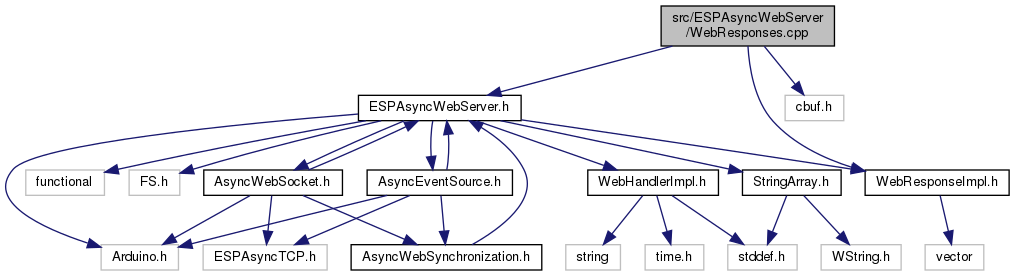 src/ESPAsyncWebServer
/WebResponses.cpp
ESPAsyncWebServer.h
cbuf.h
functional
FS.h
AsyncWebSocket.h
AsyncEventSource.h
WebHandlerImpl.h
StringArray.h
WebResponseImpl.h
Arduino.h
ESPAsyncTCP.h
AsyncWebSynchronization.h
string
time.h
stddef.h
WString.h
vector